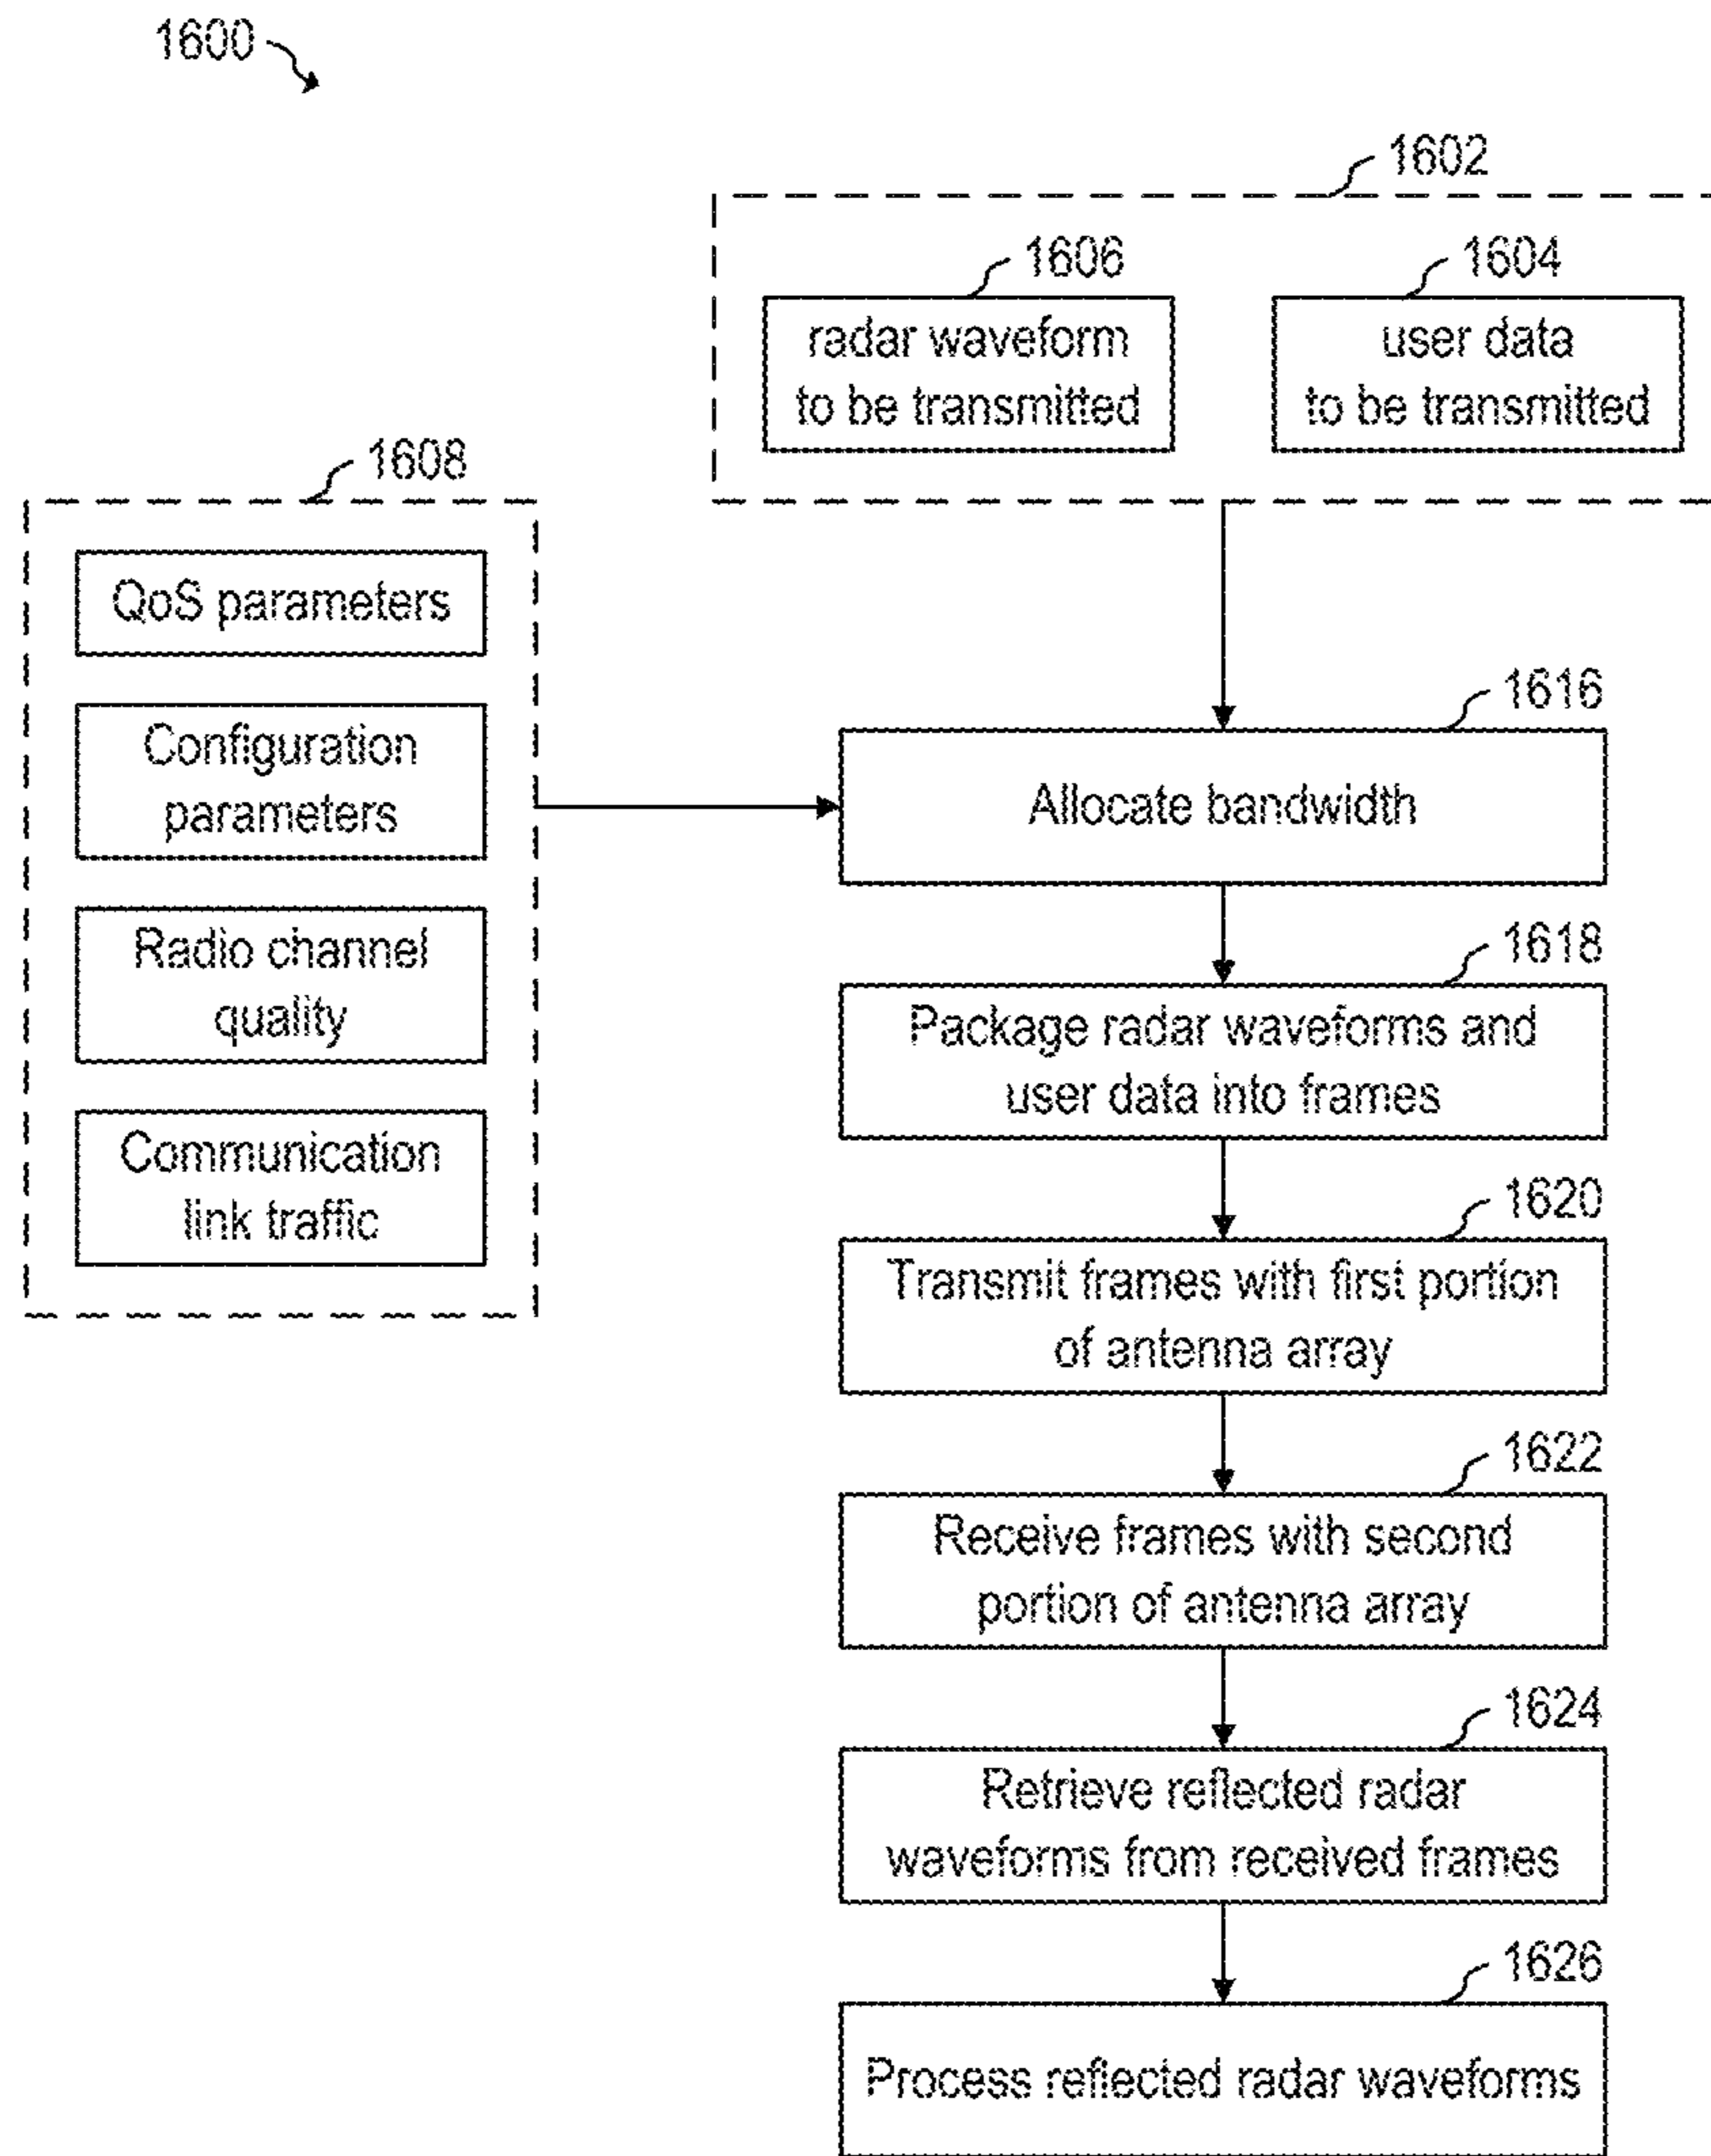 1600
1602
1606
1604
radar waveform
to be transmitted
user data
to be transmitted
1608
QoS parameters
Configuration
parameters
Radio channel
quality
Communication
link traffic
1616
Allocate bandwidth
1618
Package radar waveforms and
user data into frames
1620
Transmit frames with first portion
of antenna array
1622
Receive frames with second
portion of antenna array
1624
Retrieve reflected radar
waveforms from received frames
1626
Process reflected radar waveforms